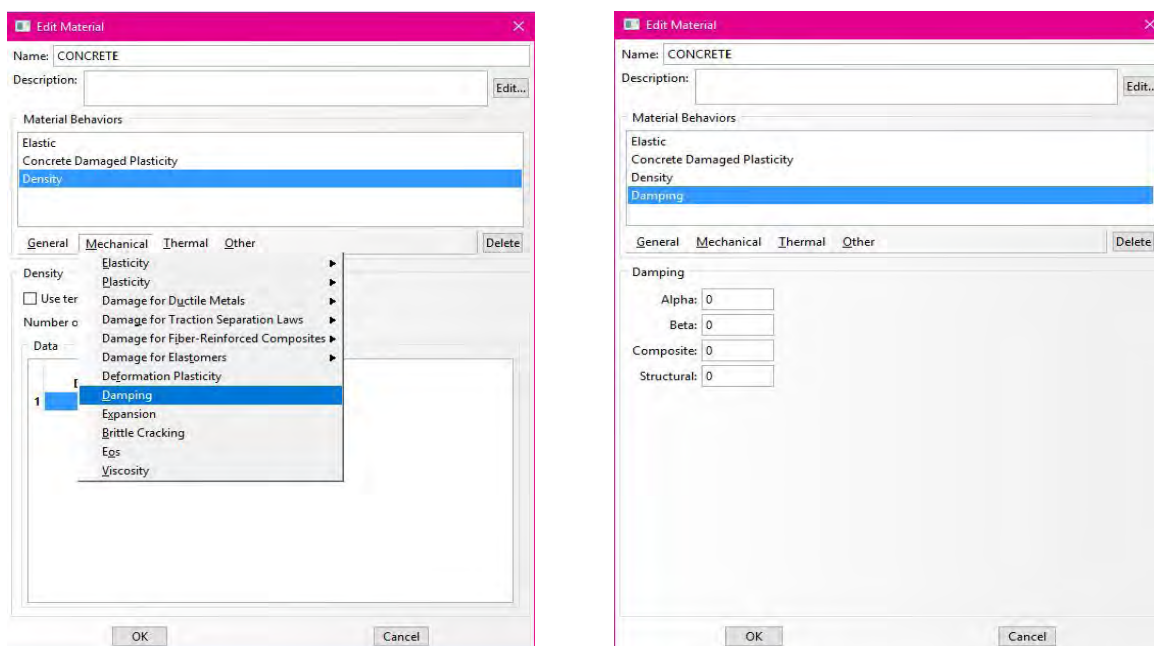 Edit Material
Name: CONCRETE
Description:
Edit...
Material Behaviors
Elastic
Concrete Damaged Plasticity
Density
General Mechanical Thermal Other Delete
Elasticity
Plasticity
Damage for Ductile Metals
Damage for Traction Separation Laws
Damage for Fiber-Reinforced Composites
Damage for Elastomers
Deformation Plasticity
Damping
Expansion
Brittle Cracking
Eos
Viscosity
Density
Use ter
Number o
Data
1
OK Cancel
Edit Material
Name: CONCRETE
Description:
Edit..
Material Behaviors
Elastic
Concrete Damaged Plasticity
Density
Damping
General Mechanical Thermal Other Delete
Damping
Alpha: 0
Beta: 0
Composite: 0
Structural: 0
OK Cancel